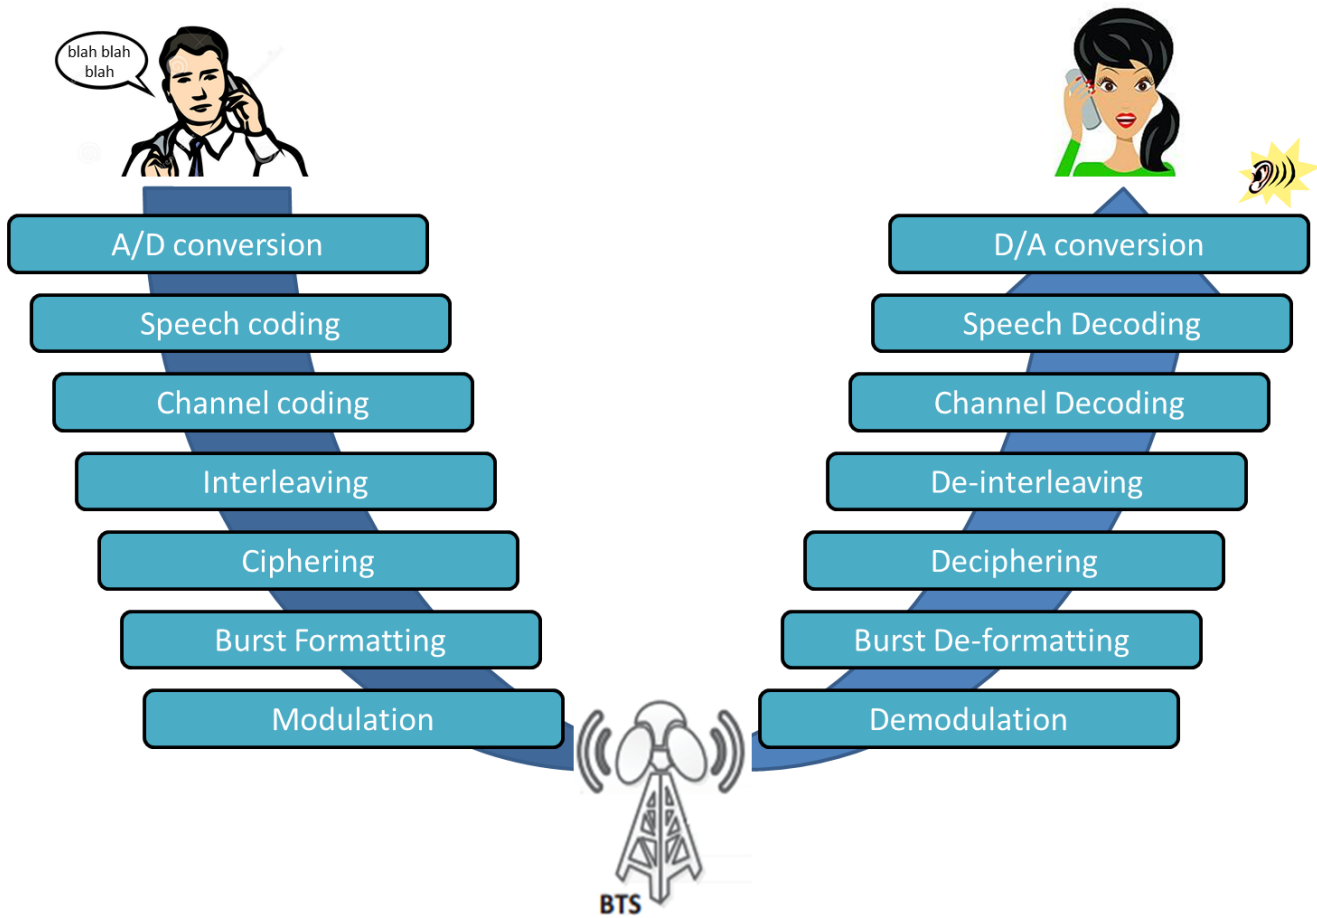 blah blah
blah
A/D conversion
Speech coding
Channel coding
Interleaving
Ciphering
Burst Formatting
Modulation
BTS
D/A conversion
Speech Decoding
Channel Decoding
De-interleaving
Deciphering
Burst De-formatting
Demodulation